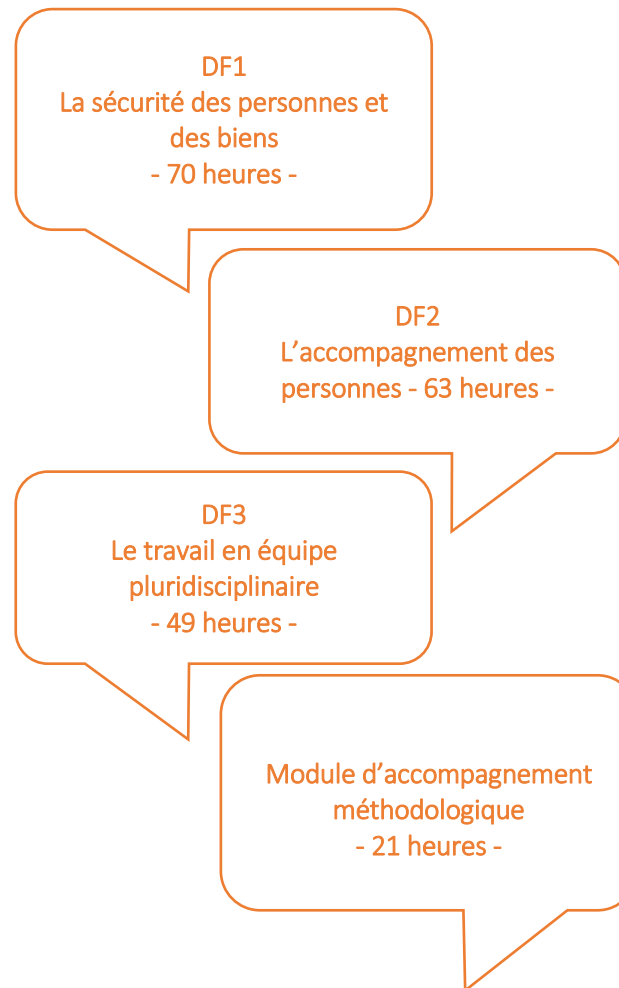 DF1
La sécurité des personnes et
des biens
- 70 heures -
DF2
L’accompagnement des
personnes - 63 heures -
DF3
Le travail en équipe
pluridisciplinaire
- 49 heures -
Module d’accompagnement
méthodologique
- 21 heures -